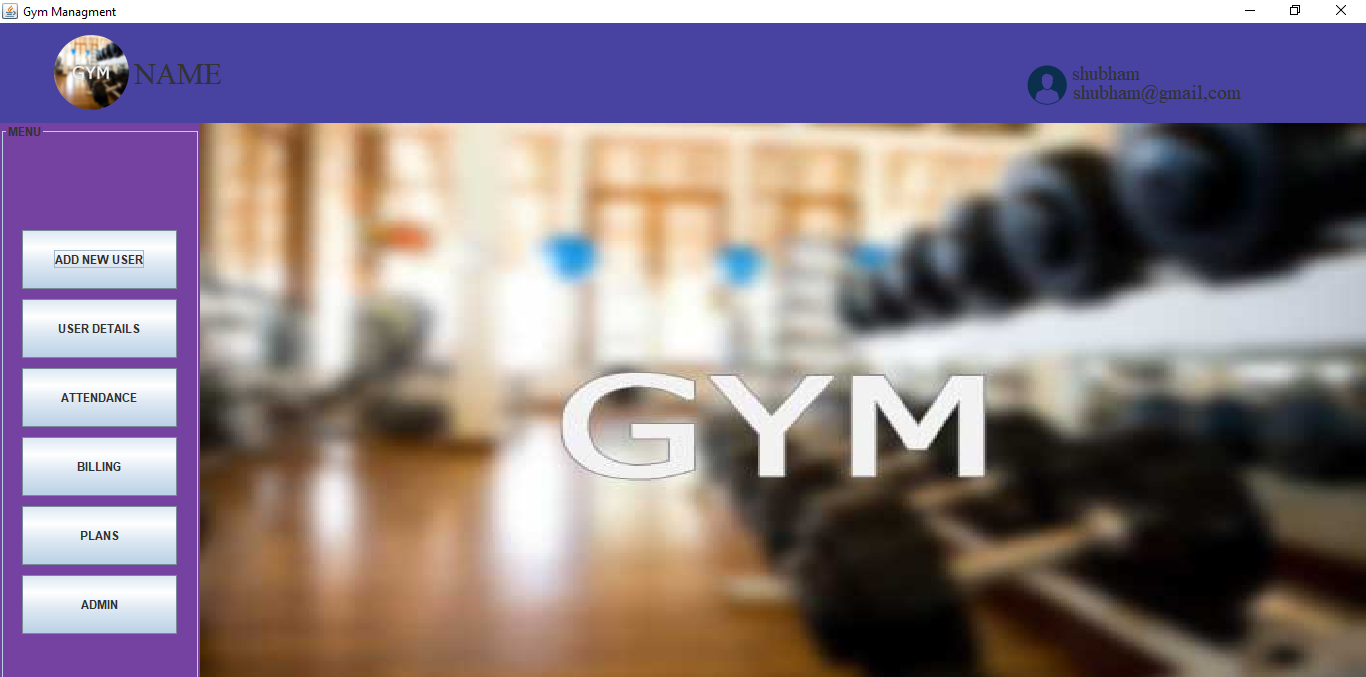 Gym Managment
GYM
NAME
shubham
shubham@gmail,com
MENU
ADD NEW USER
USER DETAILS
ATTENDANCE
BILLING
PLANS
ADMIN
GYM